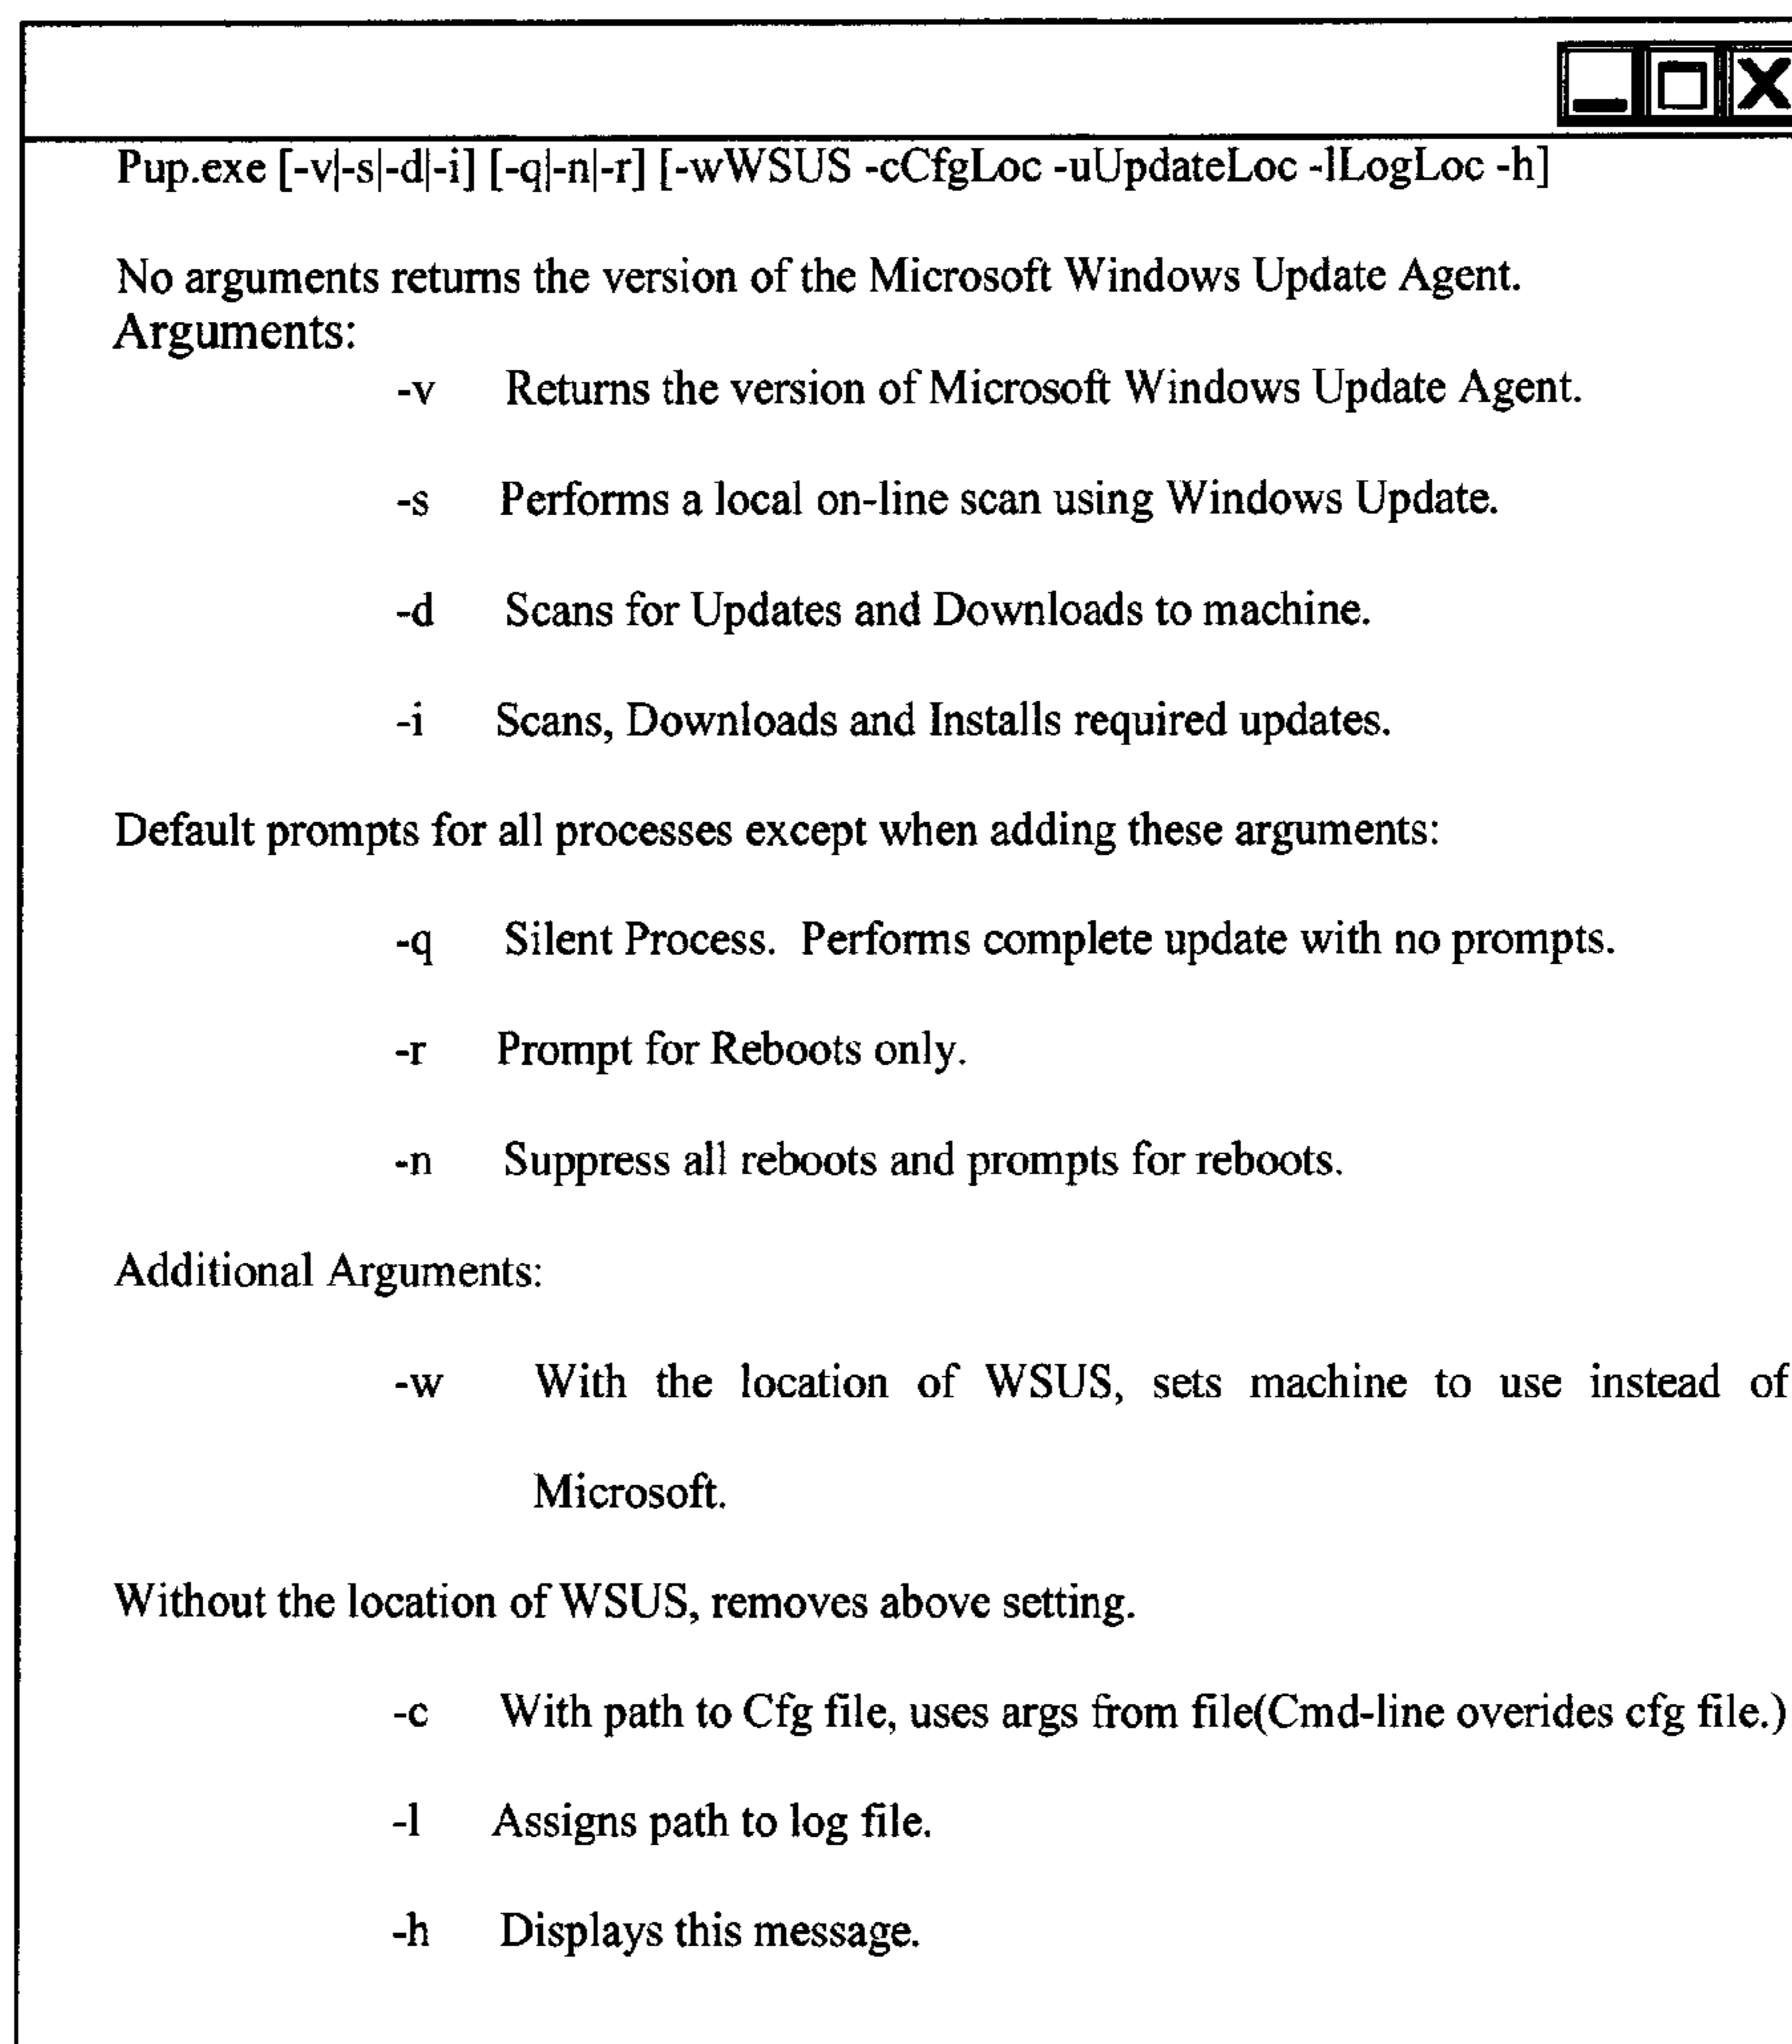 Pup.exe [-v|-s|-d|-i] [-q|-n|-r] [-wWSUS -cCfgLoc -uUpdateLoc -lLogLoc -h]
No arguments returns the version of the Microsoft Windows Update Agent.
Arguments:
-v Returns the version of Microsoft Windows Update Agent.
-s Performs a local on-line scan using Windows Update.
-d Scans for Updates and Downloads to machine.
-i Scans, Downloads and Installs required updates.
Default prompts for all processes except when adding these arguments:
-q Silent Process. Performs complete update with no prompts.
-r Prompt for Reboots only.
-n Suppress all reboots and prompts for reboots.
Additional Arguments:
-w With the location of WSUS, sets machine to use instead of
Microsoft.
Without the location of WSUS, removes above setting.
-c With path to Cfg file, uses args from file(Cmd-line overides cfg file.)
-l Assigns path to log file.
-h Displays this message.